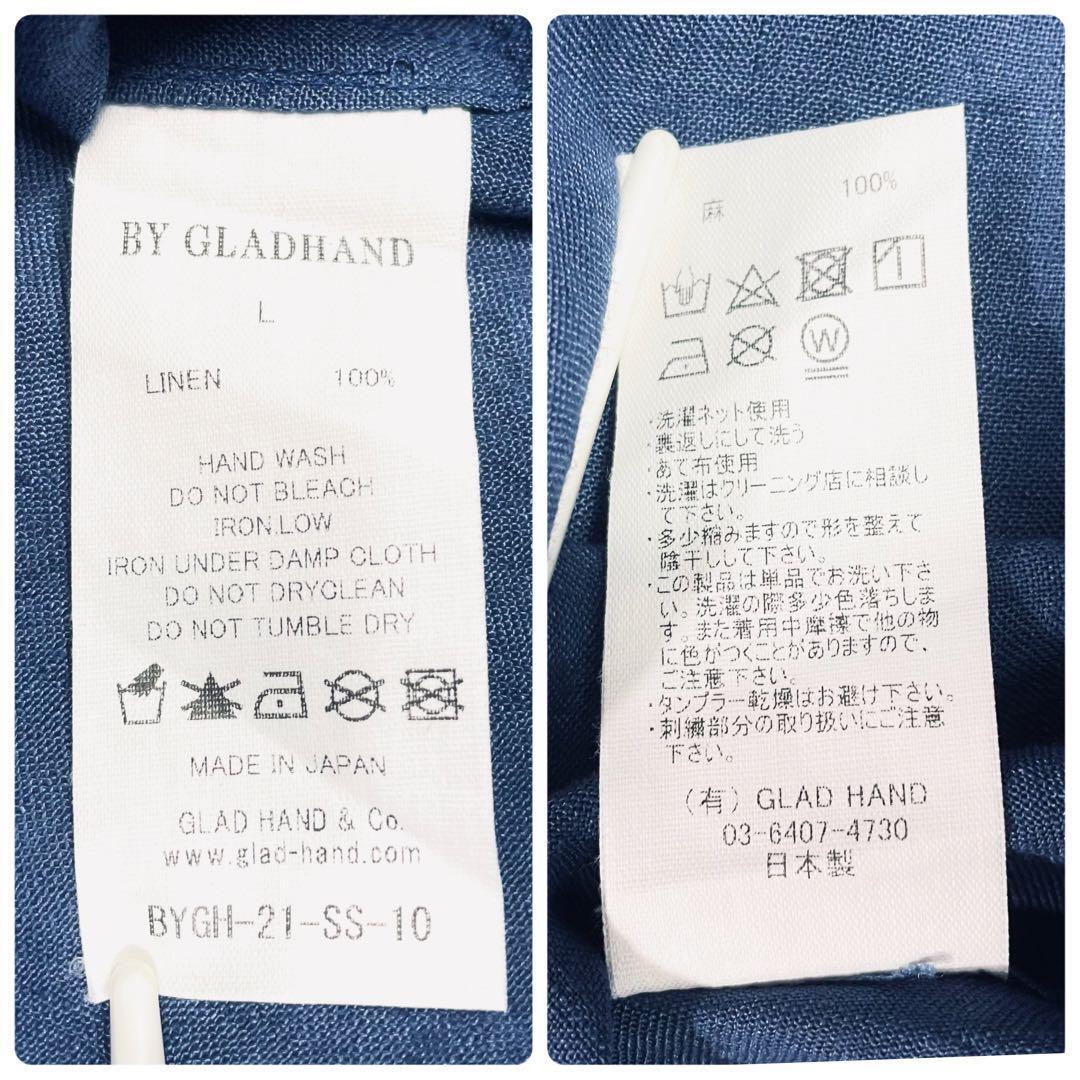 BY GLADHAND
L
LINEN 100%
HAND WASH
DO NOT BLEACH
IRON.LOW
IRON UNDER DAMP CLOTH
DO NOT DRYCLEAN
DO NOT TUMBLE DRY
MADE IN JAPAN
GLAD HAND & Co.
www.glad-hand.com
BYGH-21-SS-10
麻 100%
W
・洗濯ネット使用
・裏返しにして洗う
・あて布使用
・洗濯はクリーニング店に相談し
て下さい。
・多少縮みますので形を整えて
陰干しして下さい。
・この製品は単品でお洗い下さ
い。洗濯の際多少色落ちしま
す。また着用中摩擦で他の物
に色がつくことがありますので、
ご注意下さい。
・タンブラー乾燥はお避け下さい。
・刺繍部分の取り扱いにご注意
下さい。
(有) GLAD HAND
03-6407-4730
日本製